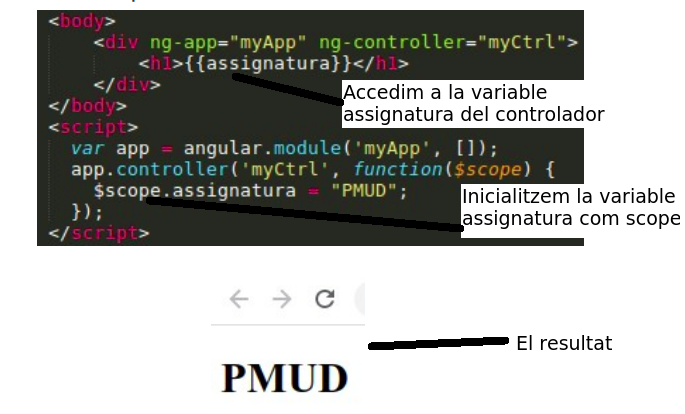 <body>
<div ng-app="myApp" ng-controller="myCtrl">
<h1>{{assignatura}}</h1>
</div>
Accedim a la variable
assignatura del controlador
</body>
<script>
var app = angular.module('myApp', []);
app.controller('myCtrl', function($scope) {
$scope.assignatura = "PMUD";
Inicialitzem la variable
assignatura com scope
});
</script>
El resultat
PMUD